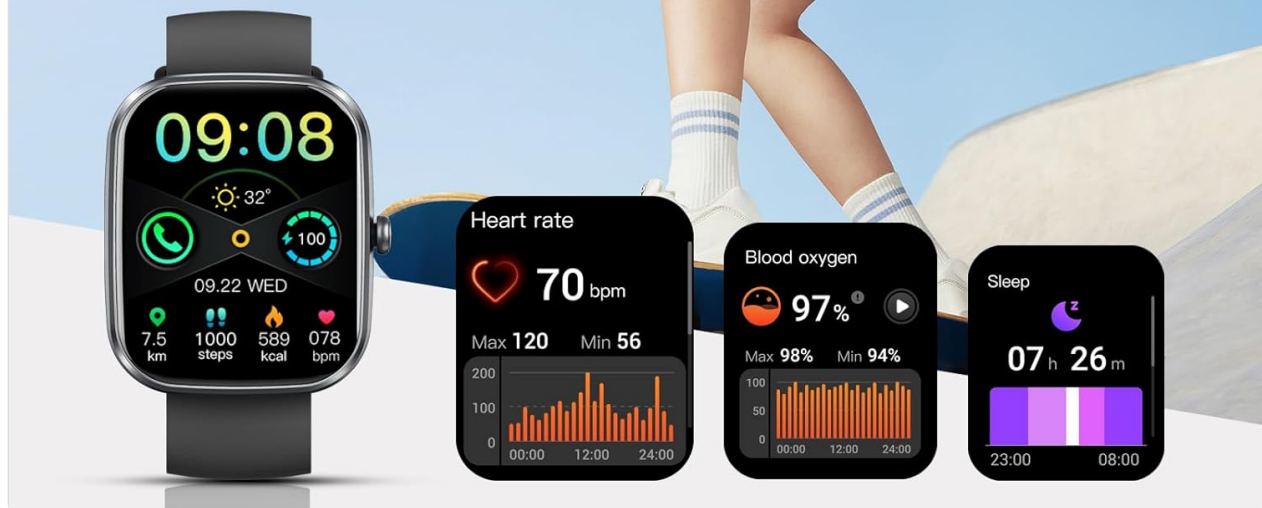 09:08
32°
100
09.22 WED
7.5 1000 589 078
km steps kcal bpm
Heart rate
70 bpm
Max 120 Min 56
200
100
0
00:00 12:00 24:00
Blood oxygen
97%
Max 98% Min 94%
100
50
0
00:00 12:00 24:00
Sleep
z
07 h 26 m
23:00 08:00